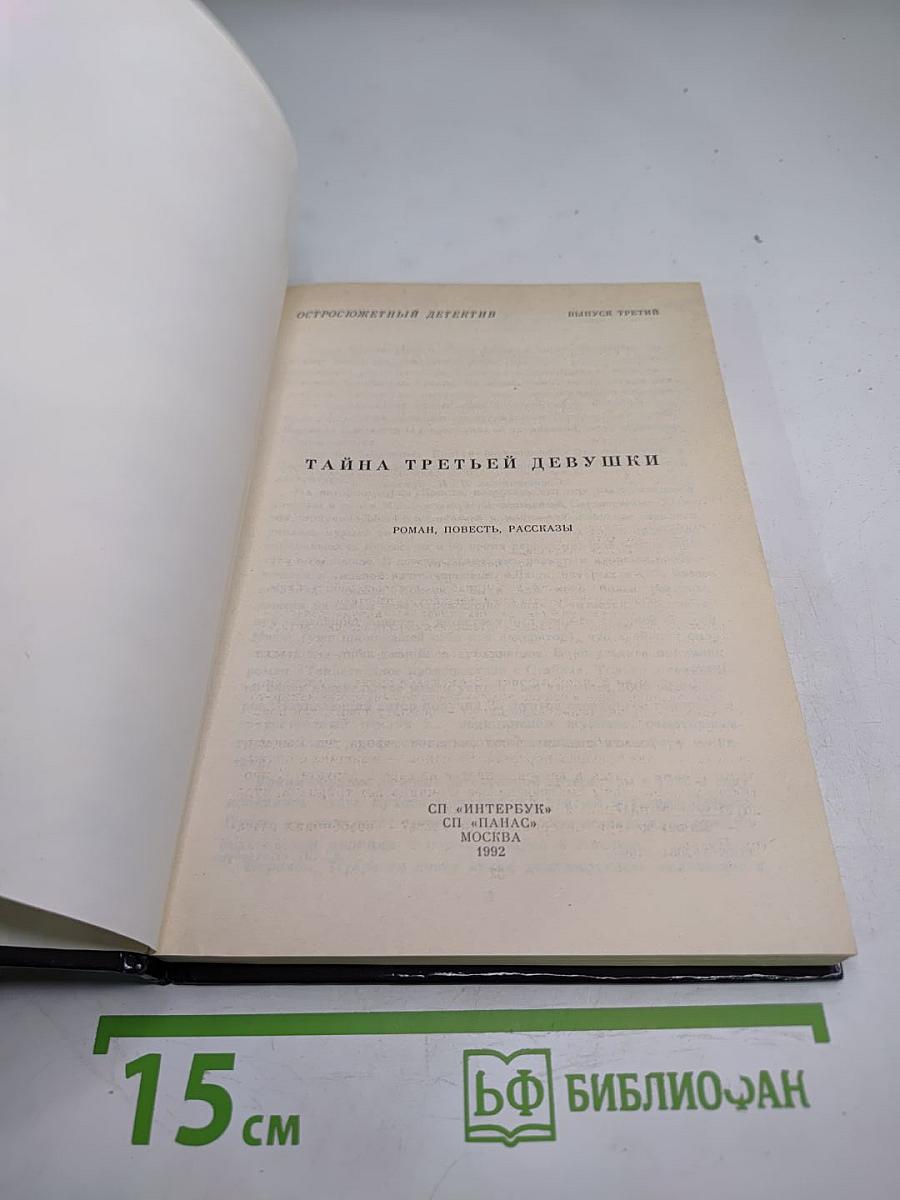 ОСТРОСЮЖЕТНЫЙ ДЕТЕКТИВ ВЫПУСК ТРЕТИЙ
ТАЙНА ТРЕТЬЕЙ ДЕВУШКИ
РОМАН, ПОВЕСТЬ, РАССКАЗЫ
СП «ИНТЕРБУК»
СП «ПАНАС»
МОСКВА
1992
15 см
БФ БИБЛИОФАН